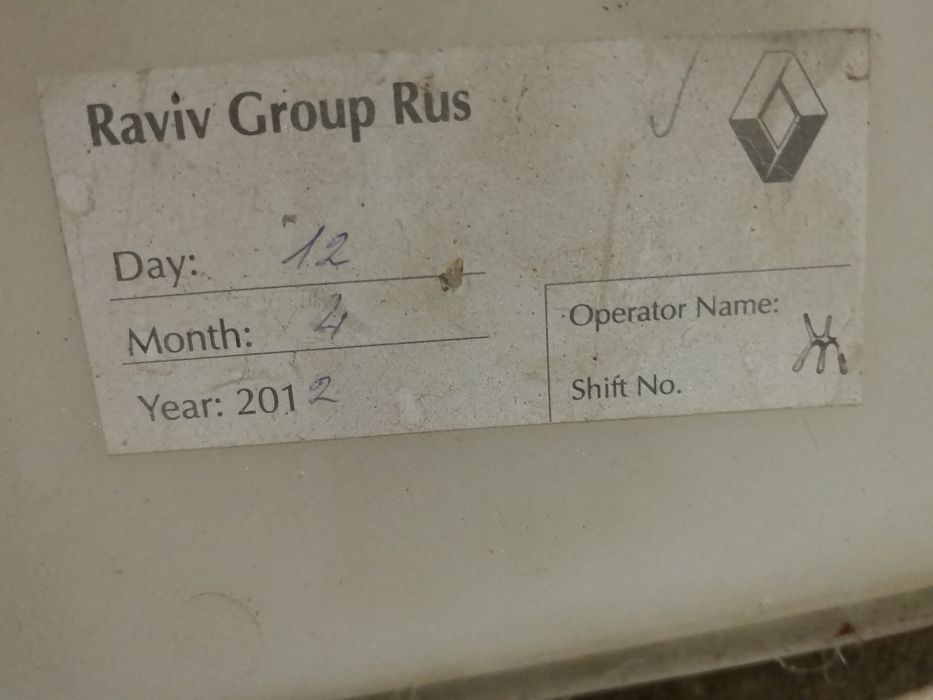 Raviv Group Rus
Day: 12
Month: 4
Year: 2012
Operator Name:
Shift No.